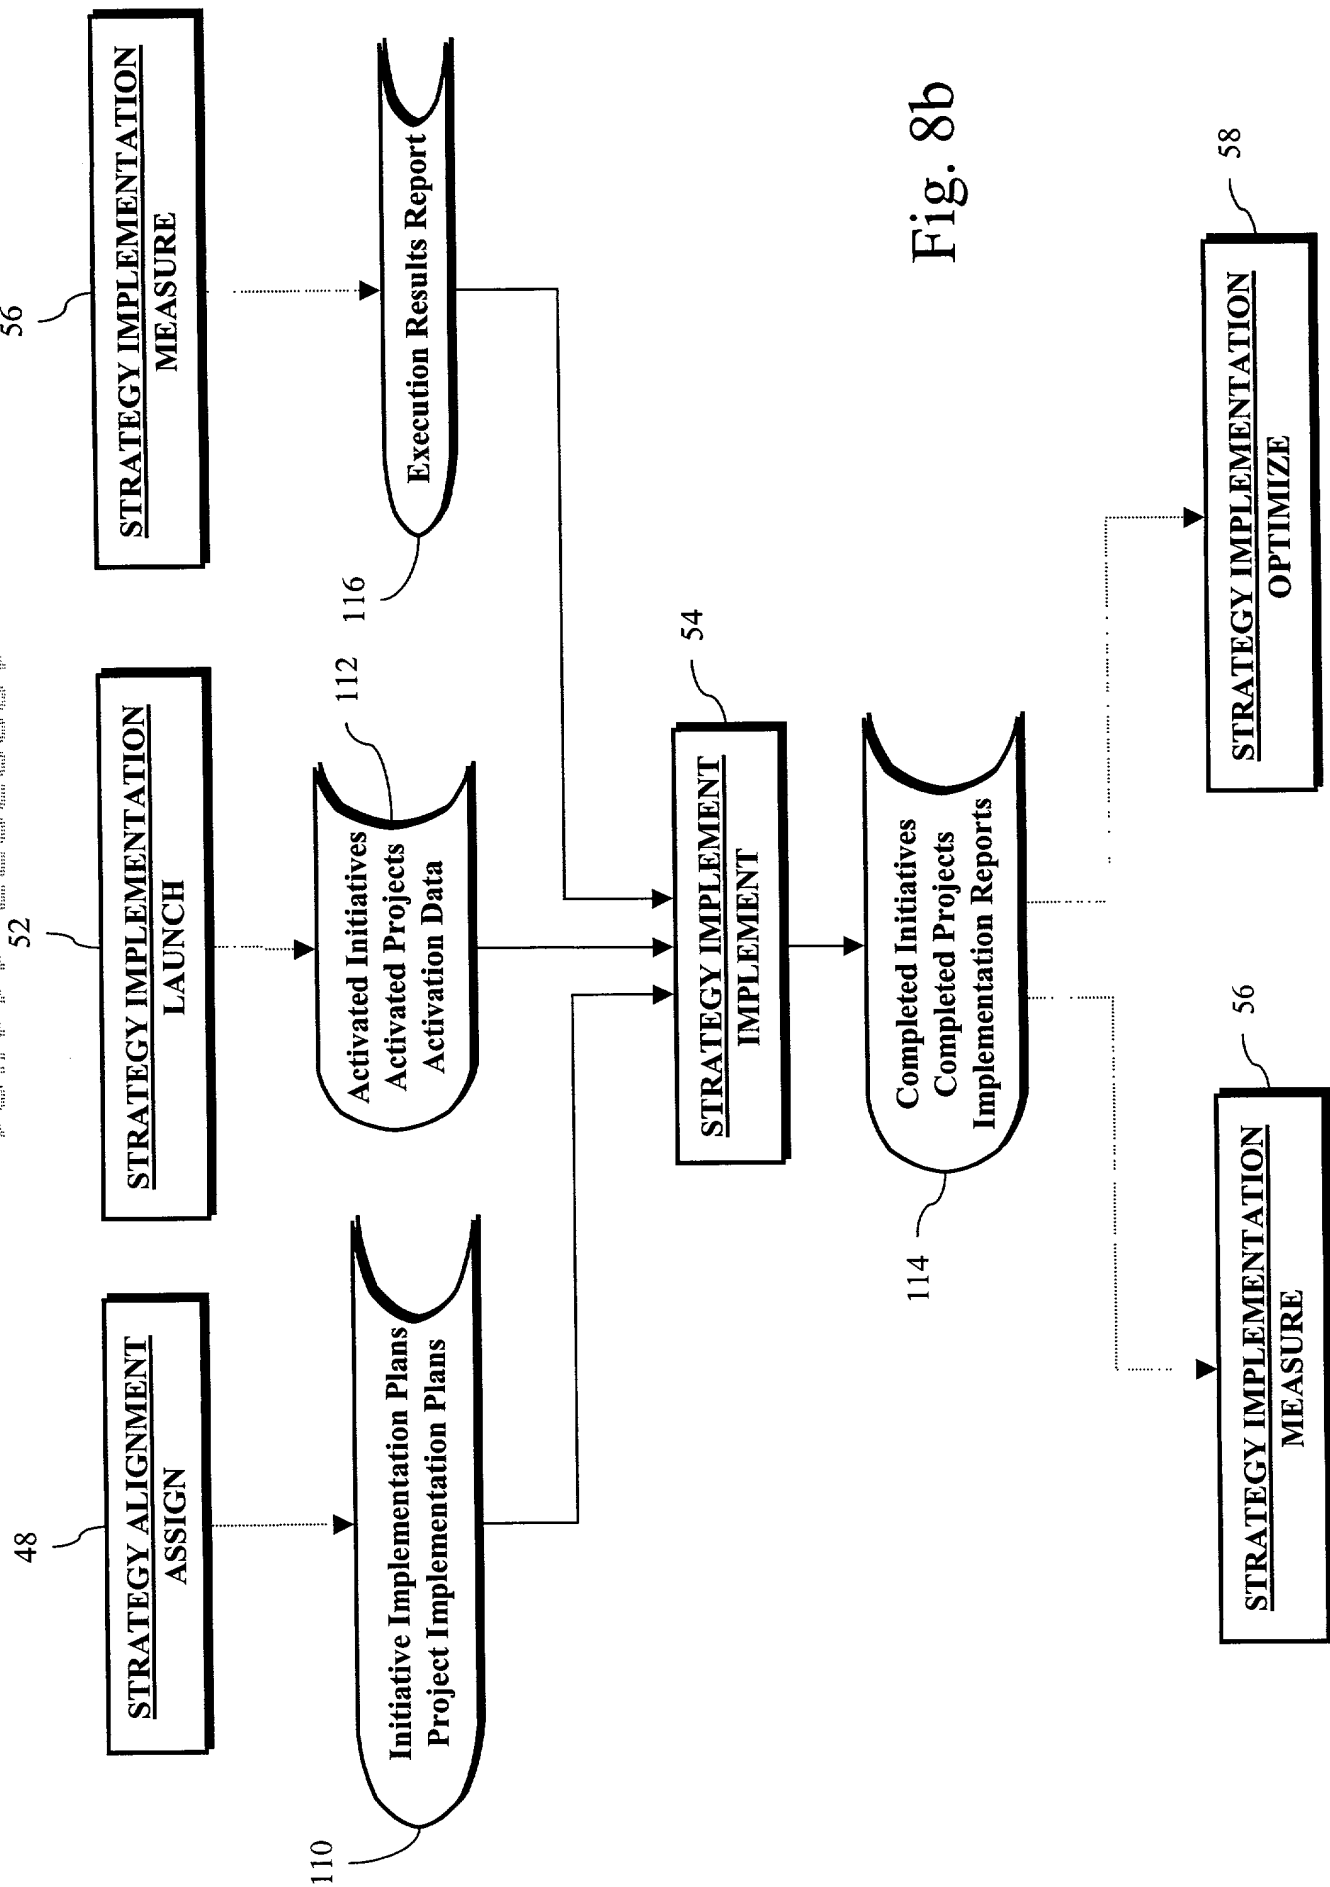 48
STRATEGY ALIGNMENT
ASSIGN
52
STRATEGY IMPLEMENTATION
LAUNCH
56
STRATEGY IMPLEMENTATION
MEASURE
110
Initiative Implementation Plans
Project Implementation Plans
112
Activated Initiatives
Activated Projects
Activation Data
116
Execution Results Report
54
STRATEGY IMPLEMENT
IMPLEMENT
114
Completed Initiatives
Completed Projects
Implementation Reports
Fig. 8b
56
STRATEGY IMPLEMENTATION
MEASURE
58
STRATEGY IMPLEMENTATION
OPTIMIZE